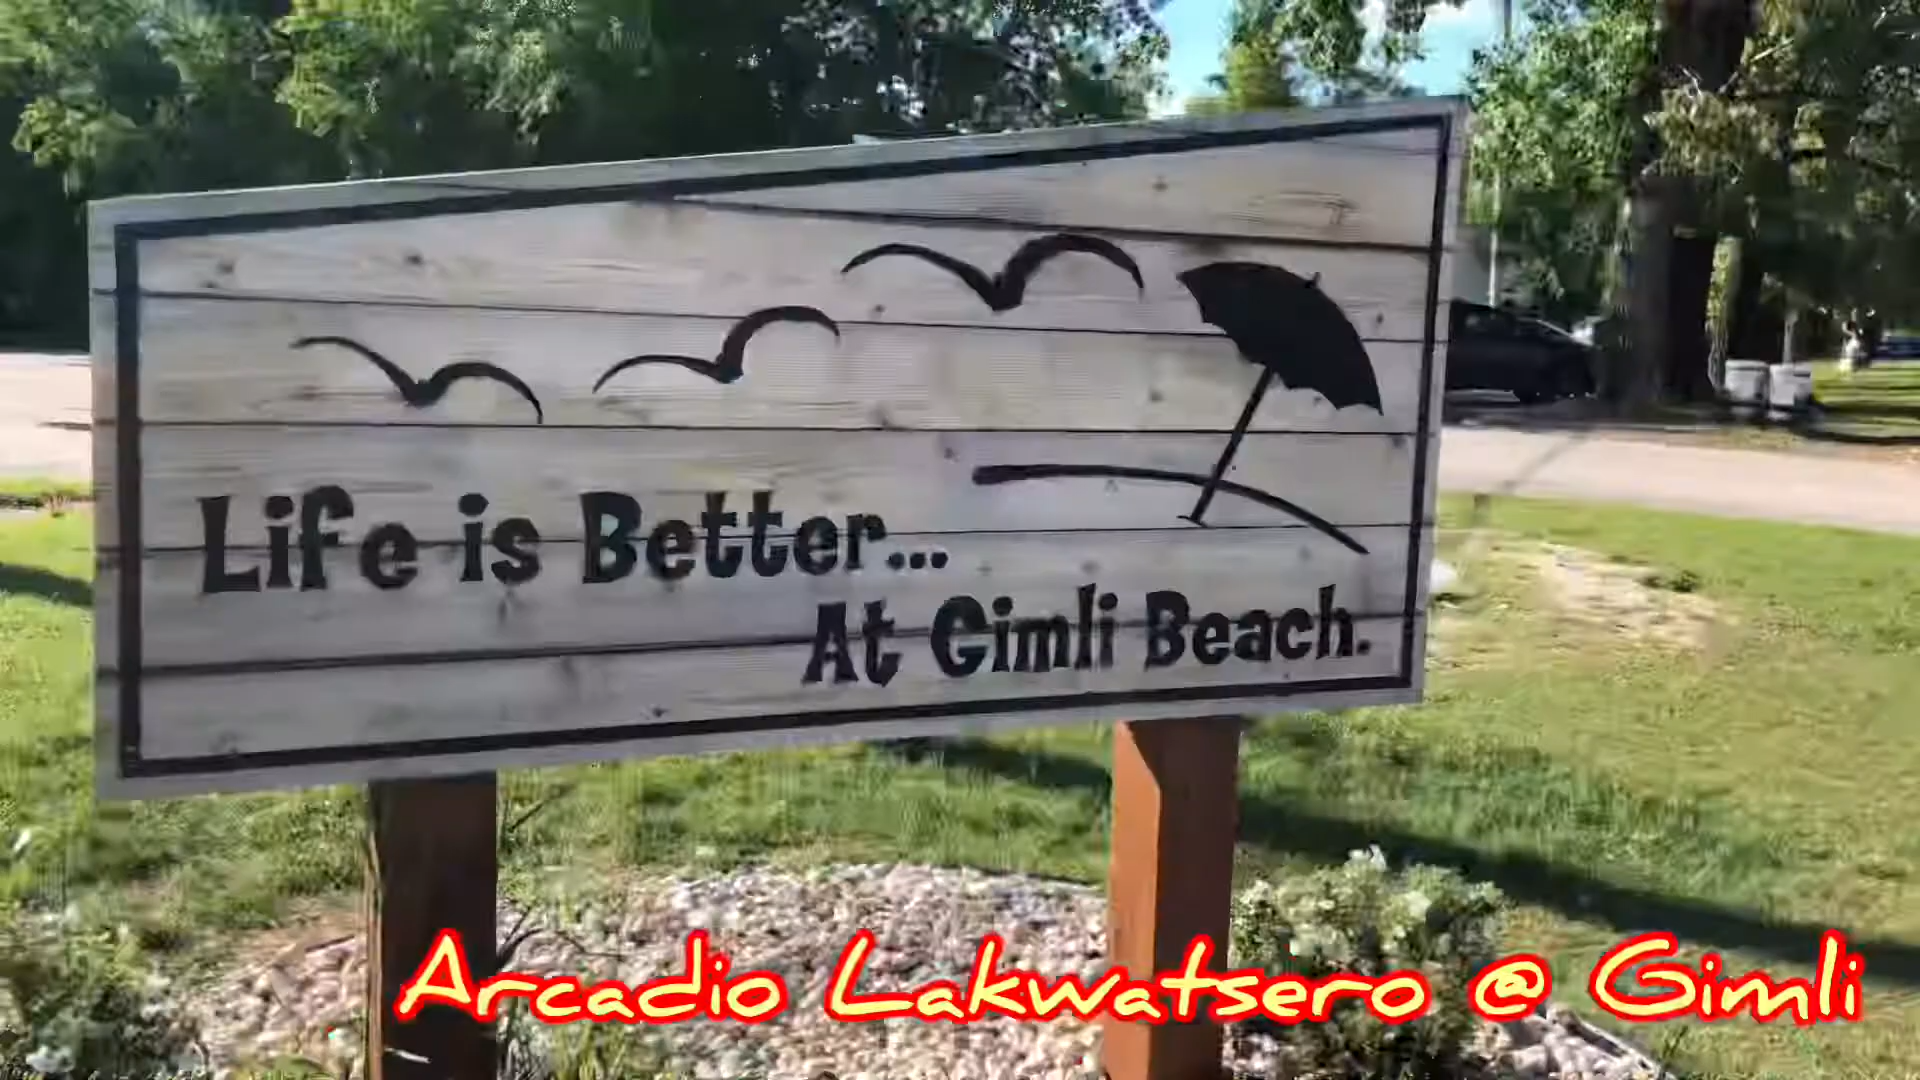 Life is Better...
At Gimli Beach.
Arcadio Lakwatsero @ Gimli